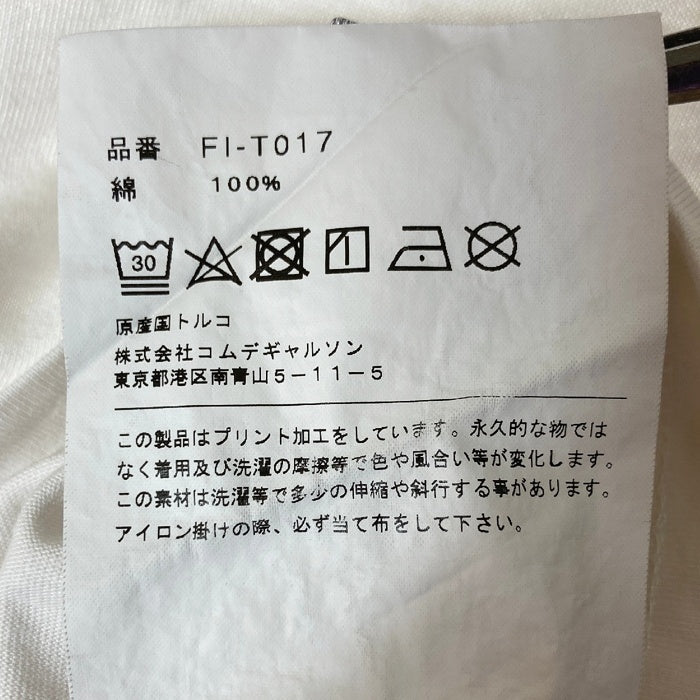 品番 FI-T017
綿 100%
30
原産国トルコ
株式会社コムデギャルソン
東京都港区南青山5-11-5
この製品はプリント加工をしています。永久的な物では
なく着用及び洗濯の摩擦等で色や風合い等が変化します。
この素材は洗濯等で多少の伸縮や斜行する事があります。
アイロン掛けの際、必ず当て布をして下さい。